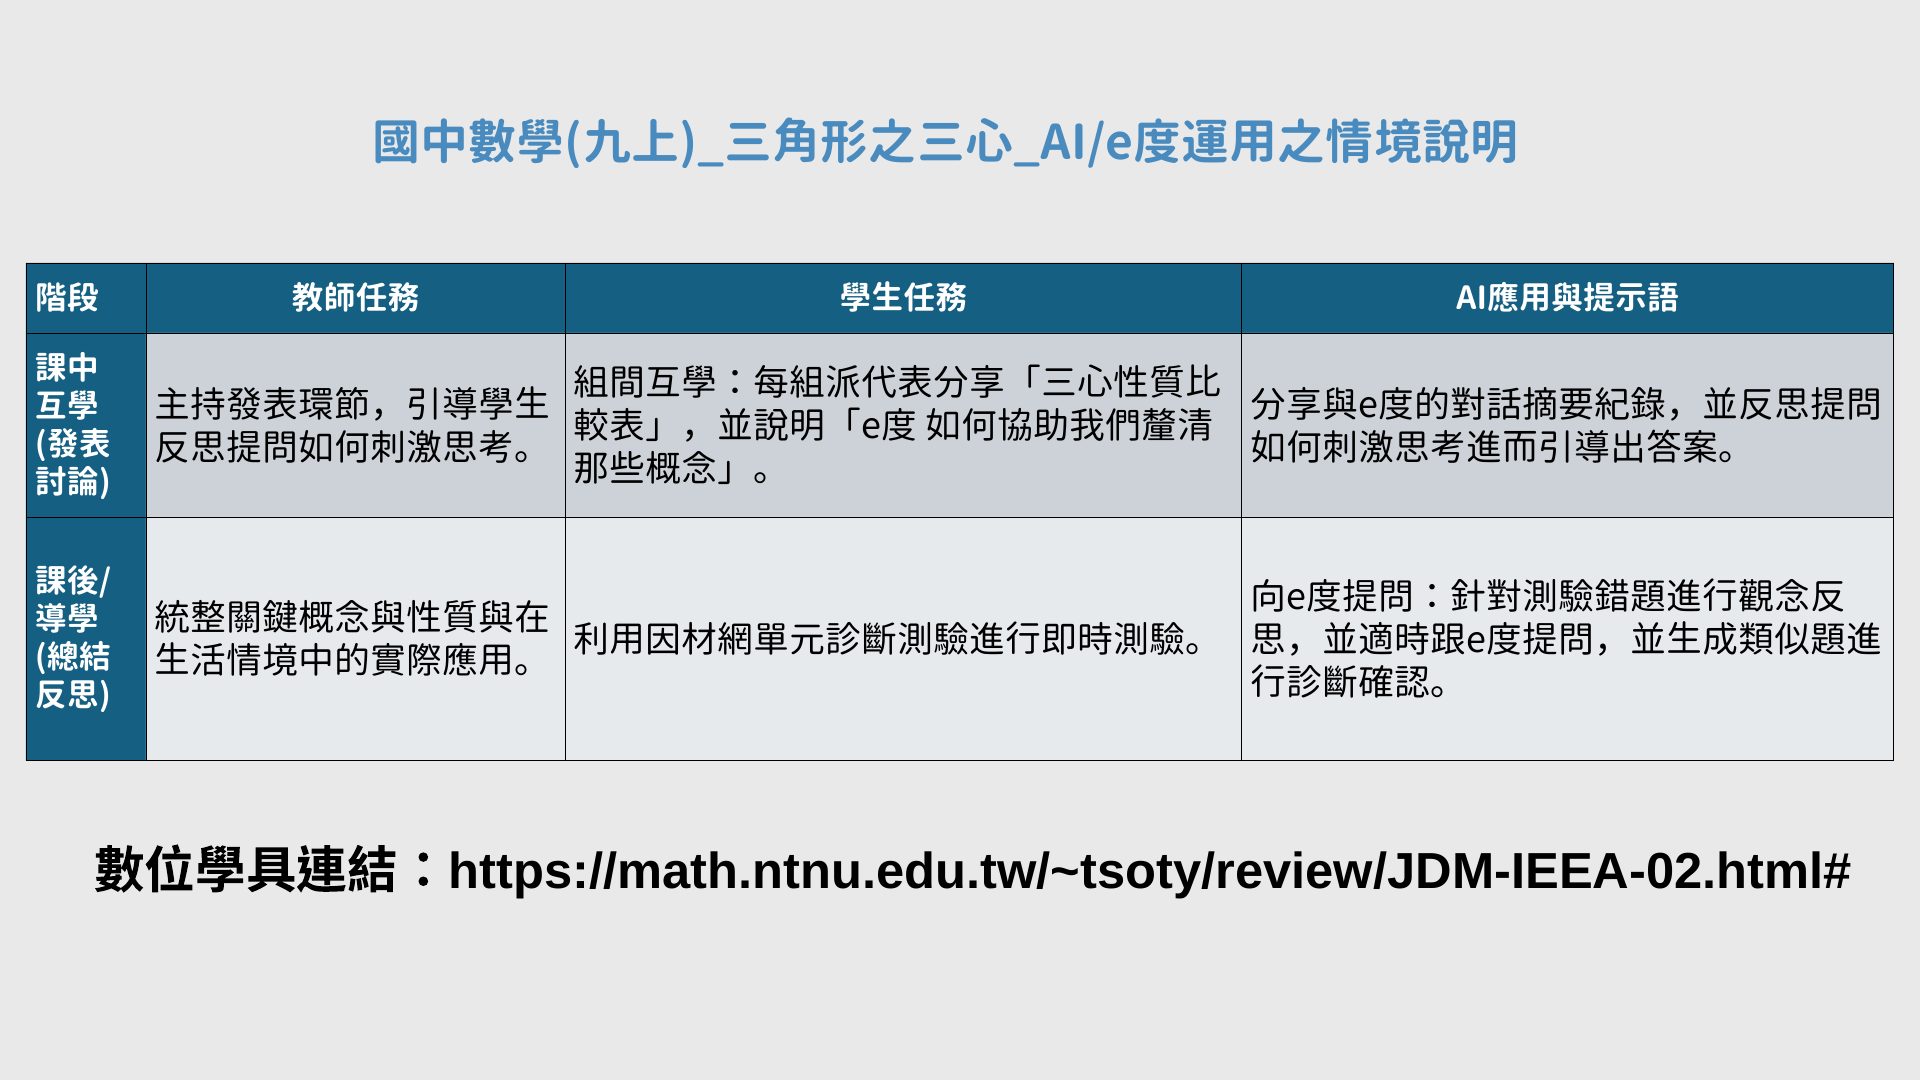 國中數學(九上)_三角形之三心_AI/e度運用之情境說明
階段
教師任務
學生任務
AI應用與提示語
課中
互學
(發表
討論)
主持發表環節，引導學生
反思提問如何刺激思考。
組間互學：每組派代表分享「三心性質比
較表」，並說明「e度 如何協助我們釐清
那些概念」。
分享與e度的對話摘要紀錄，並反思提問
如何刺激思考進而引導出答案。
課後/
導學
(總結
反思)
統整關鍵概念與性質與在
生活情境中的實際應用。
利用因材網單元診斷測驗進行即時測驗。
向e度提問：針對測驗錯題進行觀念反
思，並適時跟e度提問，並生成類似題進
行診斷確認。
數位學具連結：https://math.ntnu.edu.tw/~tsoty/review/JDM-IEEA-02.html#